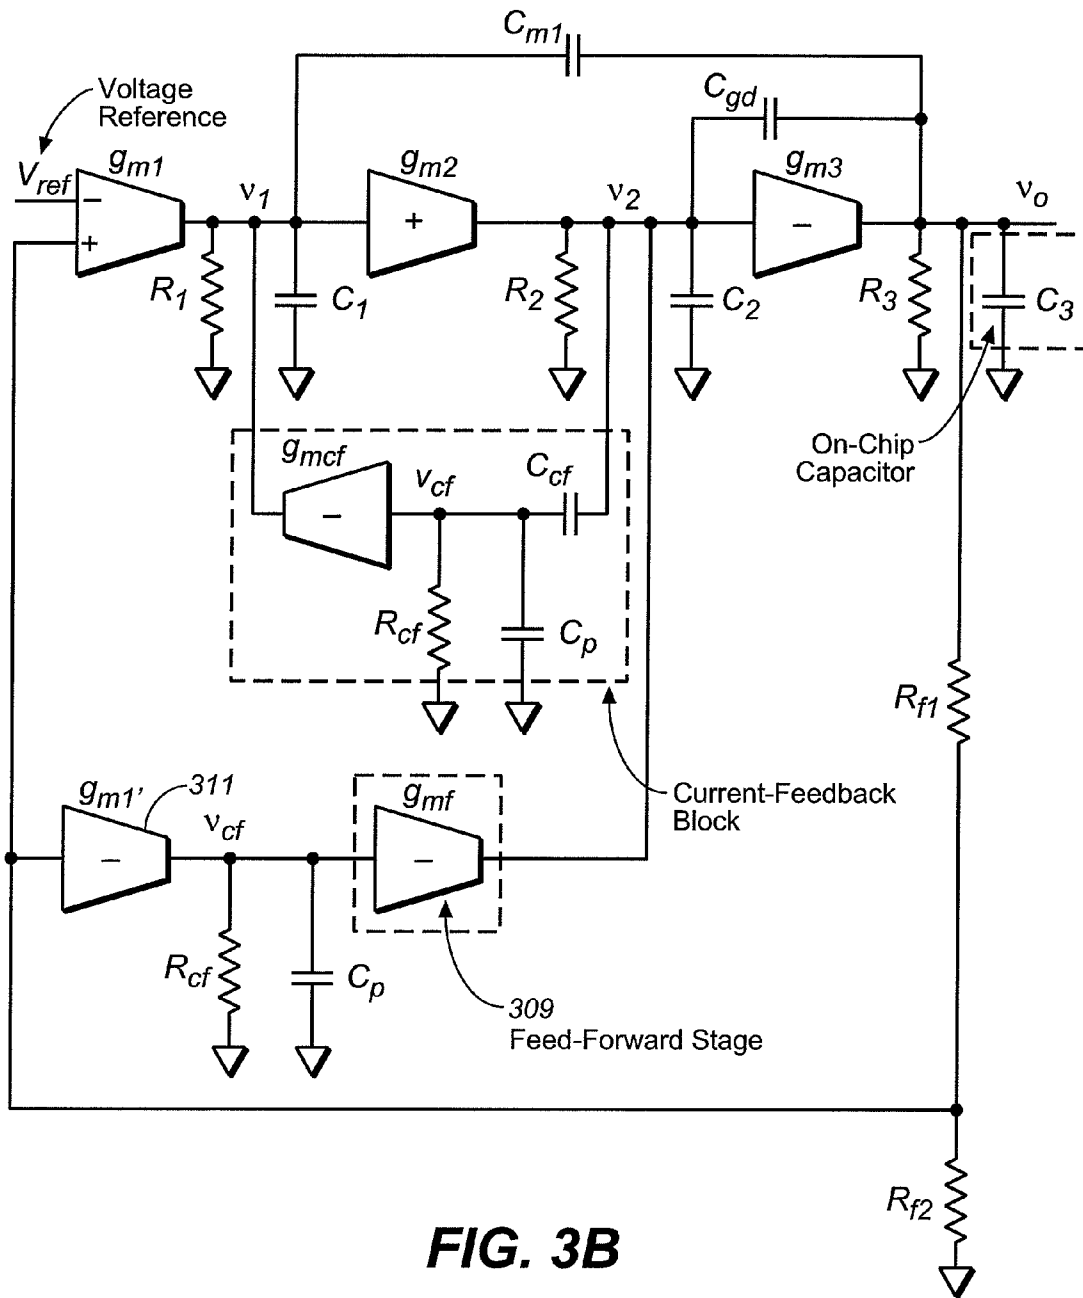 Cm1
Voltage
Reference
Cgd
Vref
gm1
v1
gm2
v2
gm3
vo
−
+
+
−
R1
C1
R2
C2
R3
C3
On-Chip
Capacitor
gmcf
vcf
Ccf
−
Rcf
Cp
Rf1
gm1'
311
vcf
gmf
Current-Feedback
Block
−
−
Rcf
Cp
309
Feed-Forward Stage
Rf2
FIG. 3B